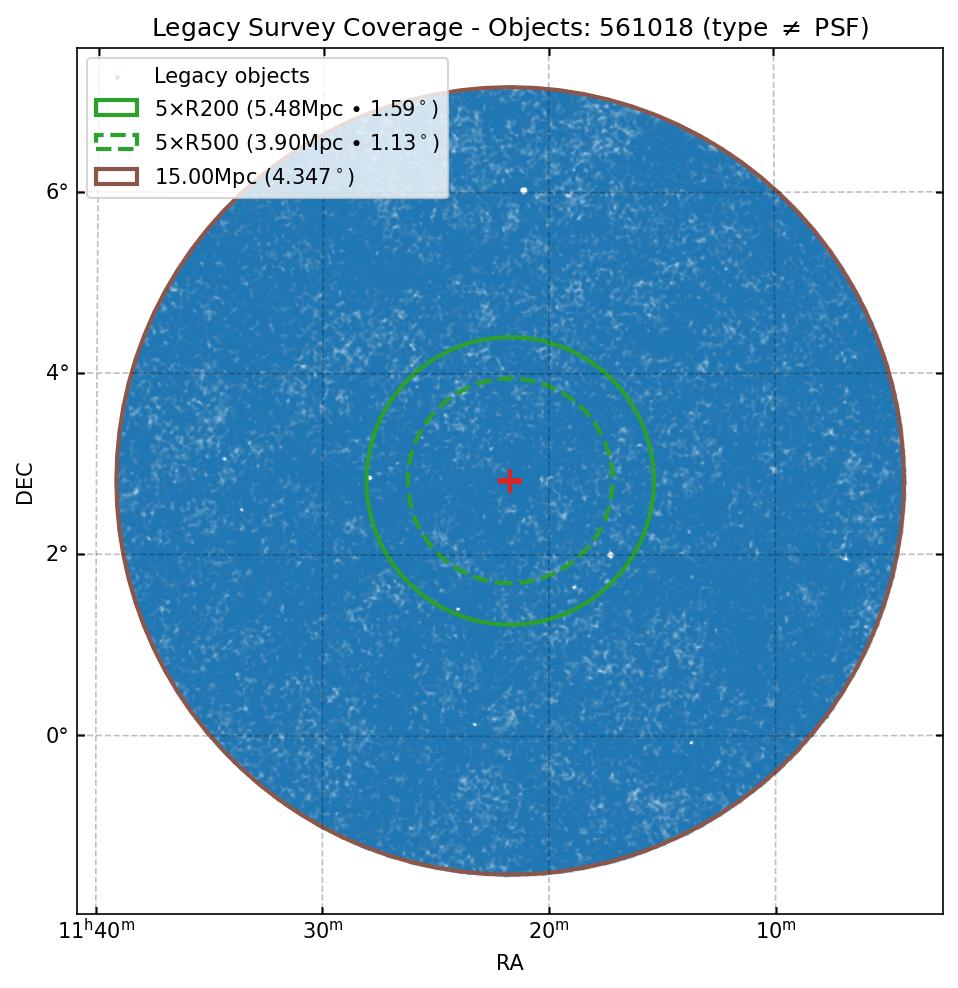 Legacy Survey Coverage - Objects: 561018 (type ≠ PSF)
Legacy objects
5×R200 (5.48Mpc • 1.59°)
5×R500 (3.90Mpc • 1.13°)
15.00Mpc (4.347°)
6°
4°
2°
0°
DEC
11ʰ40ᵐ 30ᵐ 20ᵐ 10ᵐ
RA